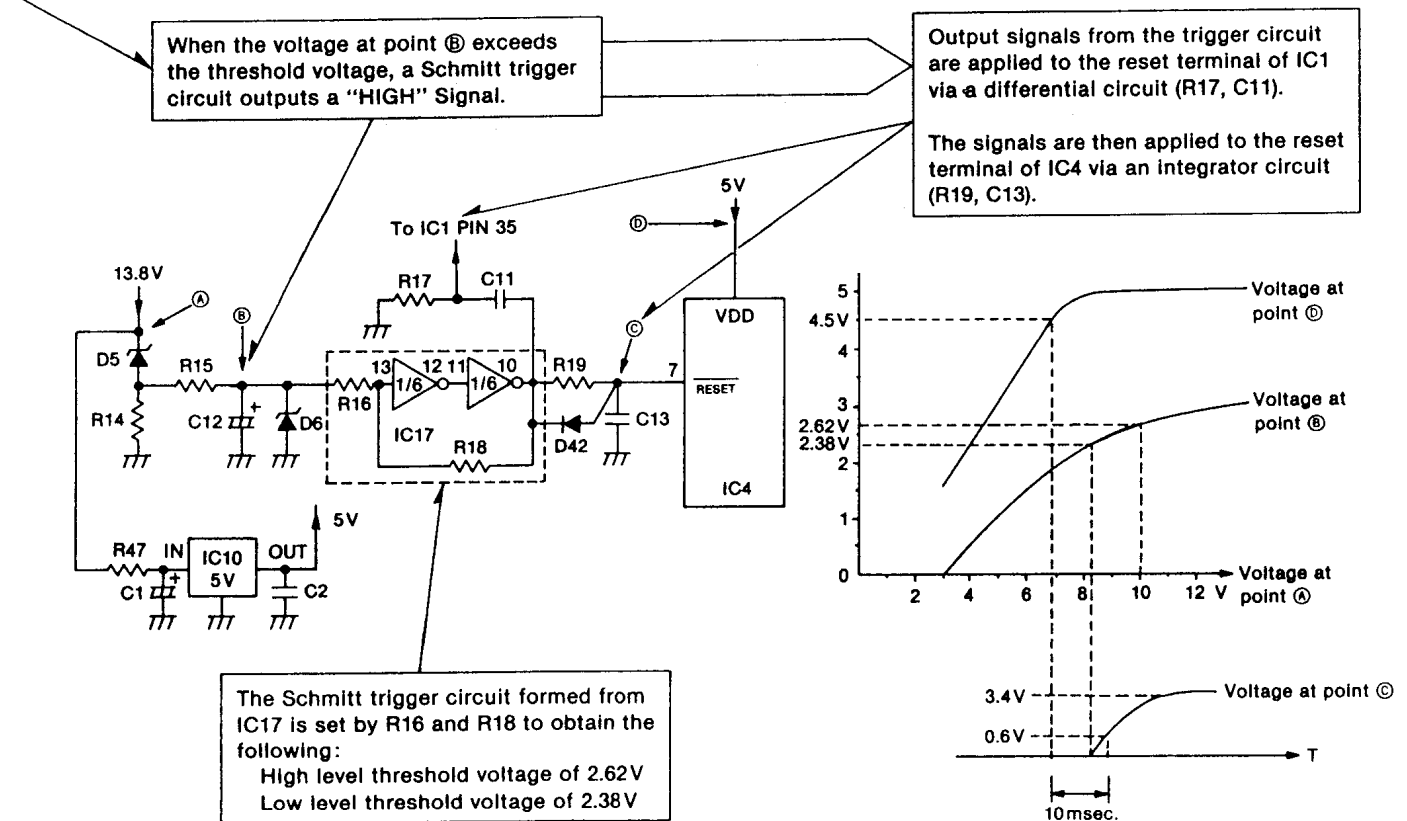 When the voltage at point Ⓑ exceeds
the threshold voltage, a Schmitt trigger
circuit outputs a “HIGH” Signal.
Output signals from the trigger circuit
are applied to the reset terminal of IC1
via a differential circuit (R17, C11).
The signals are then applied to the reset
terminal of IC4 via an integrator circuit
(R19, C13).
5V
Ⓓ
To IC1 PIN 35
13.8V
Ⓐ
R17
C11
Ⓑ
Ⓒ
VDD
D5
R15
13
12
11
10
R19
7
1/6
1/6
RESET
R16
R14
C12
+
D6
IC17
D42
C13
R18
IC4
5V
R47
IN
IC10
5V
OUT
C1
+
C2
The Schmitt trigger circuit formed from
IC17 is set by R16 and R18 to obtain the
following:
High level threshold voltage of 2.62V
Low level threshold voltage of 2.38V
5
Voltage at
point Ⓓ
4.5V
4
3
Voltage at
point Ⓑ
2.62V
2.38V
2
1
0
2
4
6
8
10
12
V
Voltage at
point Ⓐ
3.4V
Voltage at point Ⓒ
0.6V
T
10msec.